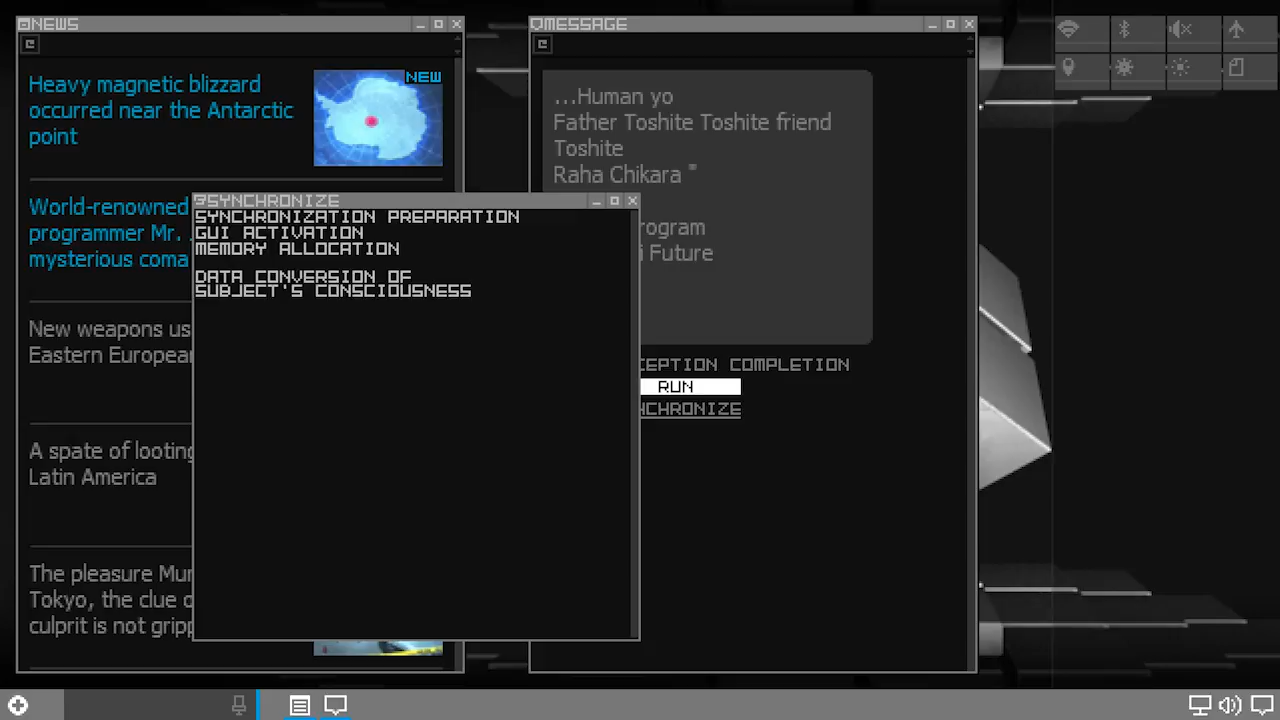 NEWS
Heavy magnetic blizzard
occurred near the Antarctic
point
NEW
World-renowned
programmer Mr.
mysterious coma
New weapons us
Eastern European
A spate of looting
Latin America
The pleasure Mur
Tokyo, the clue o
culprit is not gripp
MESSAGE
...Human yo
Father Toshite Toshite friend
Toshite
Raha Chikara "
rogram
i Future
CEPTION COMPLETION
RUN
NCHRONIZE
SYNCHRONIZE
SYNCHRONIZATION PREPARATION
GUI ACTIVATION
MEMORY ALLOCATION
DATA CONVERSION OF
SUBJECT'S CONSCIOUSNESS